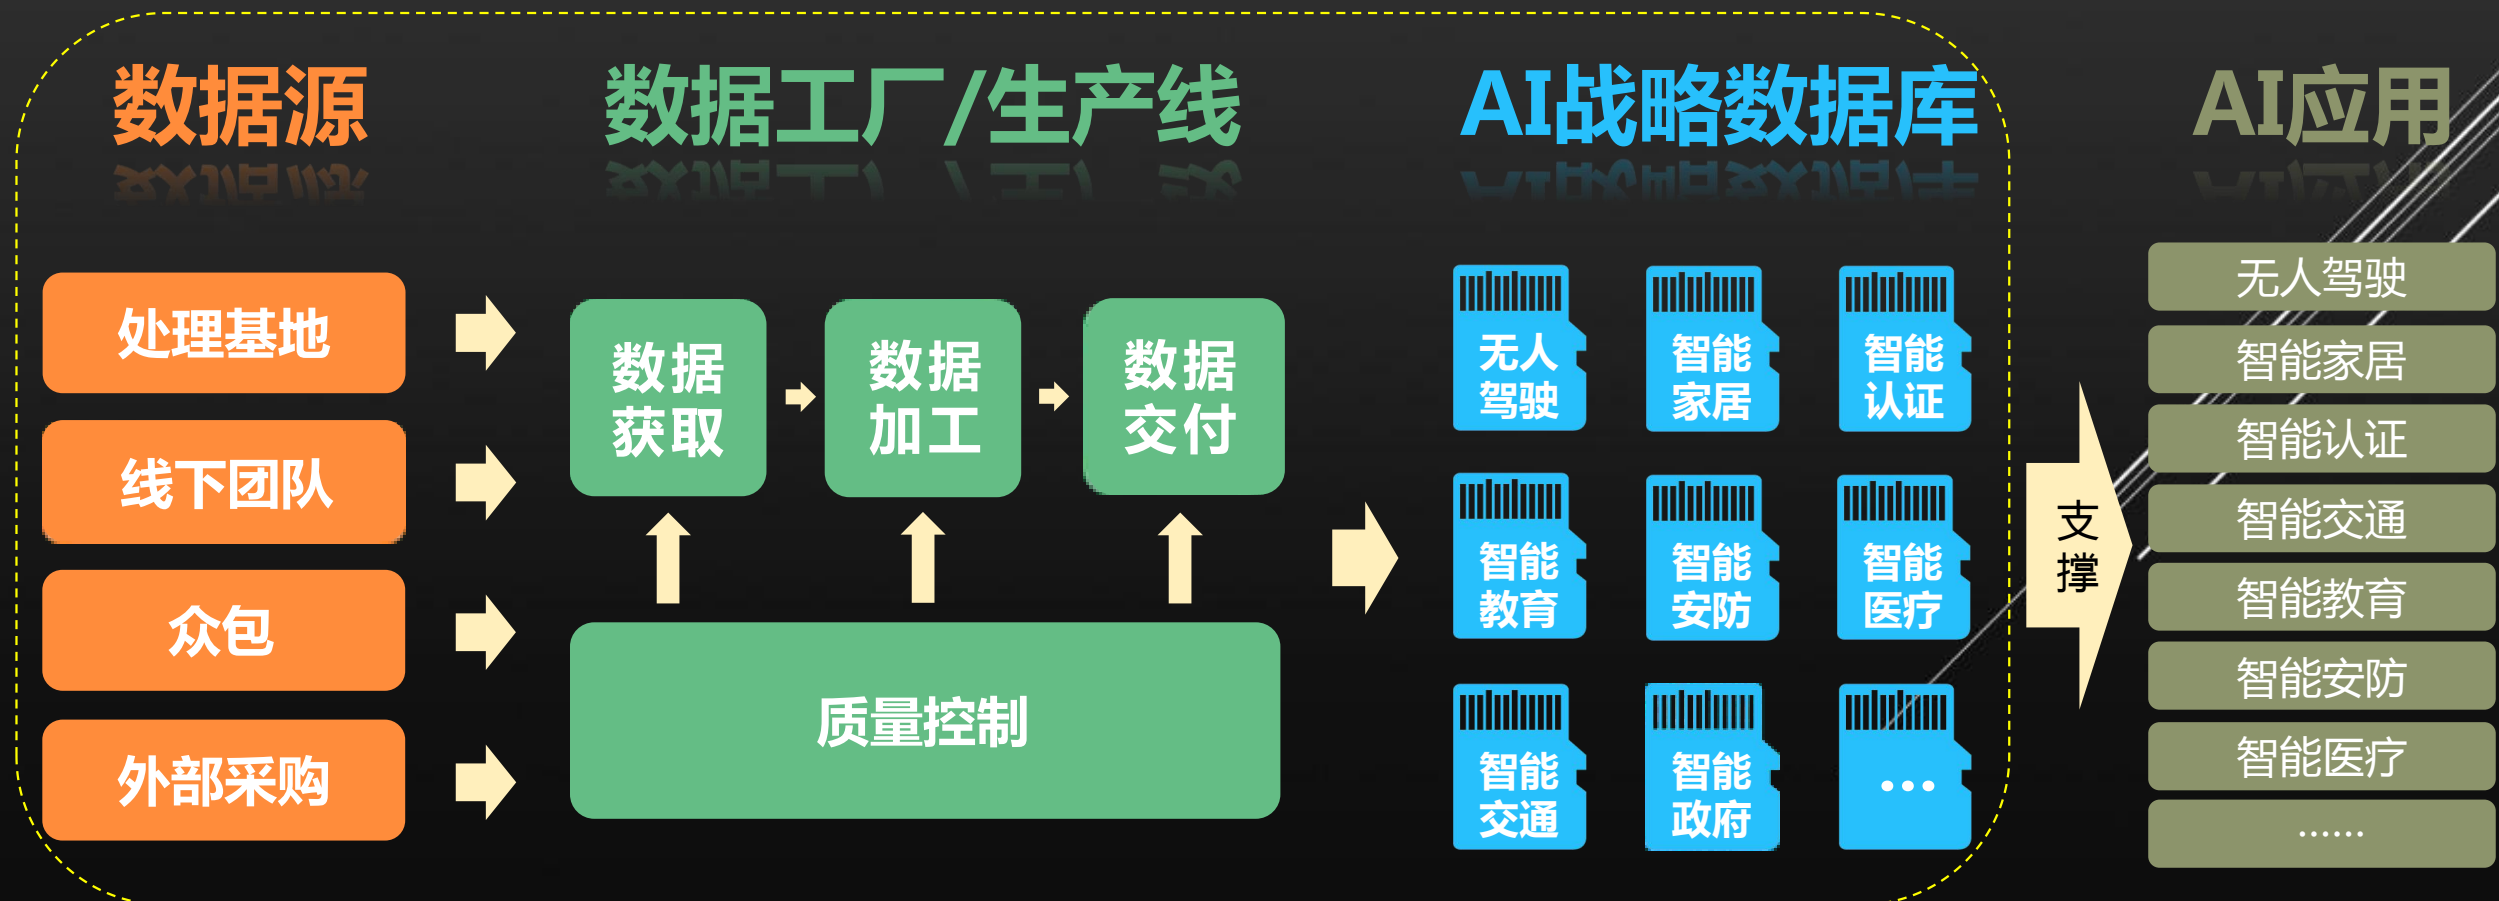 数据源
数据工厂/生产线
AI战略数据库
AI应用
处理基地
线下团队
众包
外部采购
数据
获取
数据
加工
数据
交付
质量控制
无人
驾驶
智能
家居
智能
认证
智能
教育
智能
安防
智能
医疗
智能
交通
智能
政府
•••
支
撑
无人驾驶
智能家居
智能认证
智能交通
智能教育
智能安防
智能医疗
……